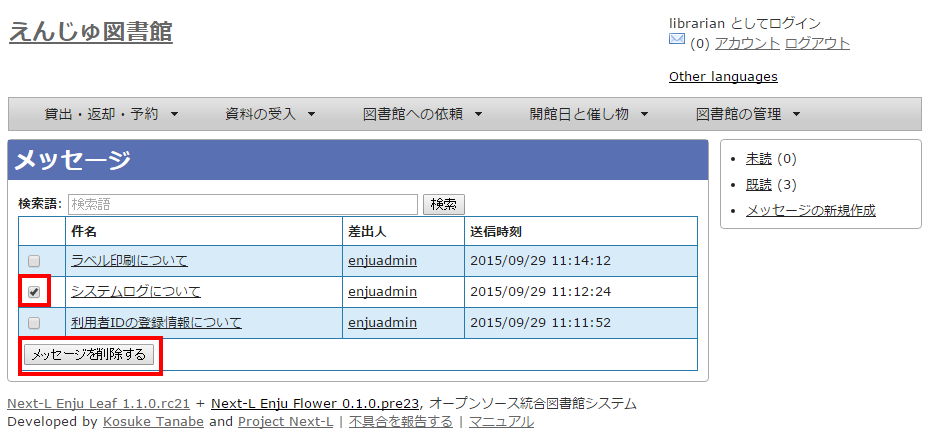 えんじゅ図書館
librarian としてログイン
(0) アカウント ログアウト
Other languages
貸出・返却・予約 ▼ 資料の受入 ▼ 図書館への依頼 ▼ 開館日と催し物 ▼ 図書館の管理 ▼
メッセージ
検索語: 検索語 検索
件名 差出人 送信時刻
ラベル印刷について enjuadmin 2015/09/29 11:14:12
システムログについて enjuadmin 2015/09/29 11:12:24
利用者IDの登録情報について enjuadmin 2015/09/29 11:11:52
メッセージを削除する
• 未読 (0)
• 既読 (3)
• メッセージの新規作成
Next-L Enju Leaf 1.1.0.rc21 + Next-L Enju Flower 0.1.0.pre23, オープンソース統合図書館システム
Developed by Kosuke Tanabe and Project Next-L | 不具合を報告する | マニュアル